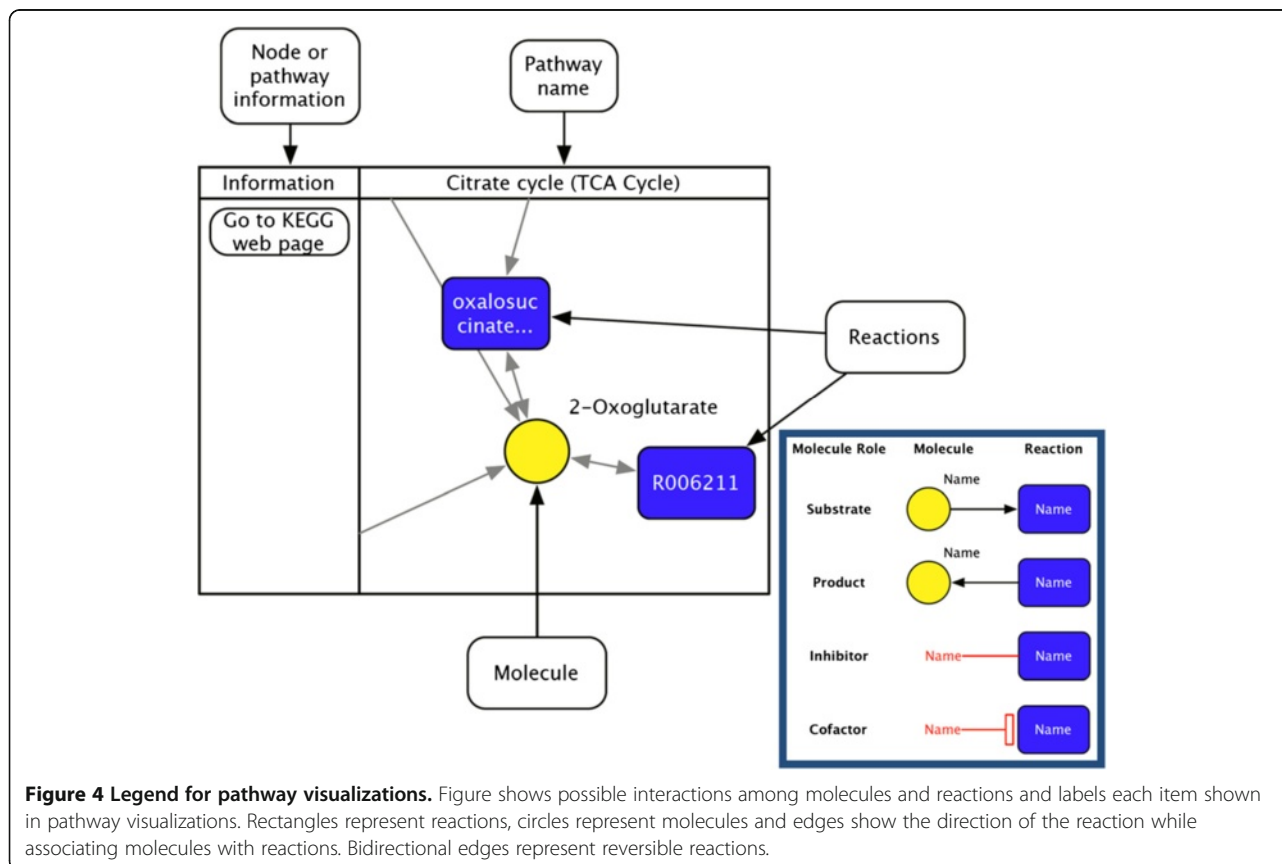 Node or
pathway
information
Pathway
name
Information
Citrate cycle (TCA Cycle)
Go to KEGG
web page
oxalosuc
cinate...
Reactions
2-Oxoglutarate
R006211
Molecule
Molecule Role Molecule Reaction
Name
Substrate Name
Name
Product Name
Inhibitor Name Name
Cofactor Name Name
Figure 4 Legend for pathway visualizations. Figure shows possible interactions among molecules and reactions and labels each item shown
in pathway visualizations. Rectangles represent reactions, circles represent molecules and edges show the direction of the reaction while
associating molecules with reactions. Bidirectional edges represent reversible reactions.